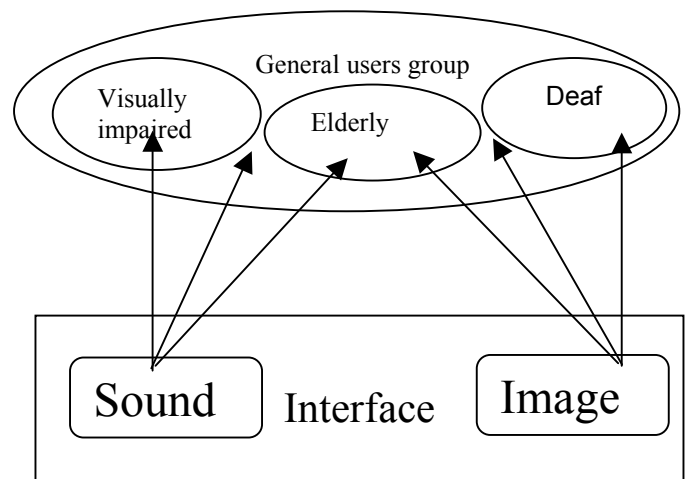 General users group
Visually
impaired
Elderly
Deaf
Sound
Interface
Image